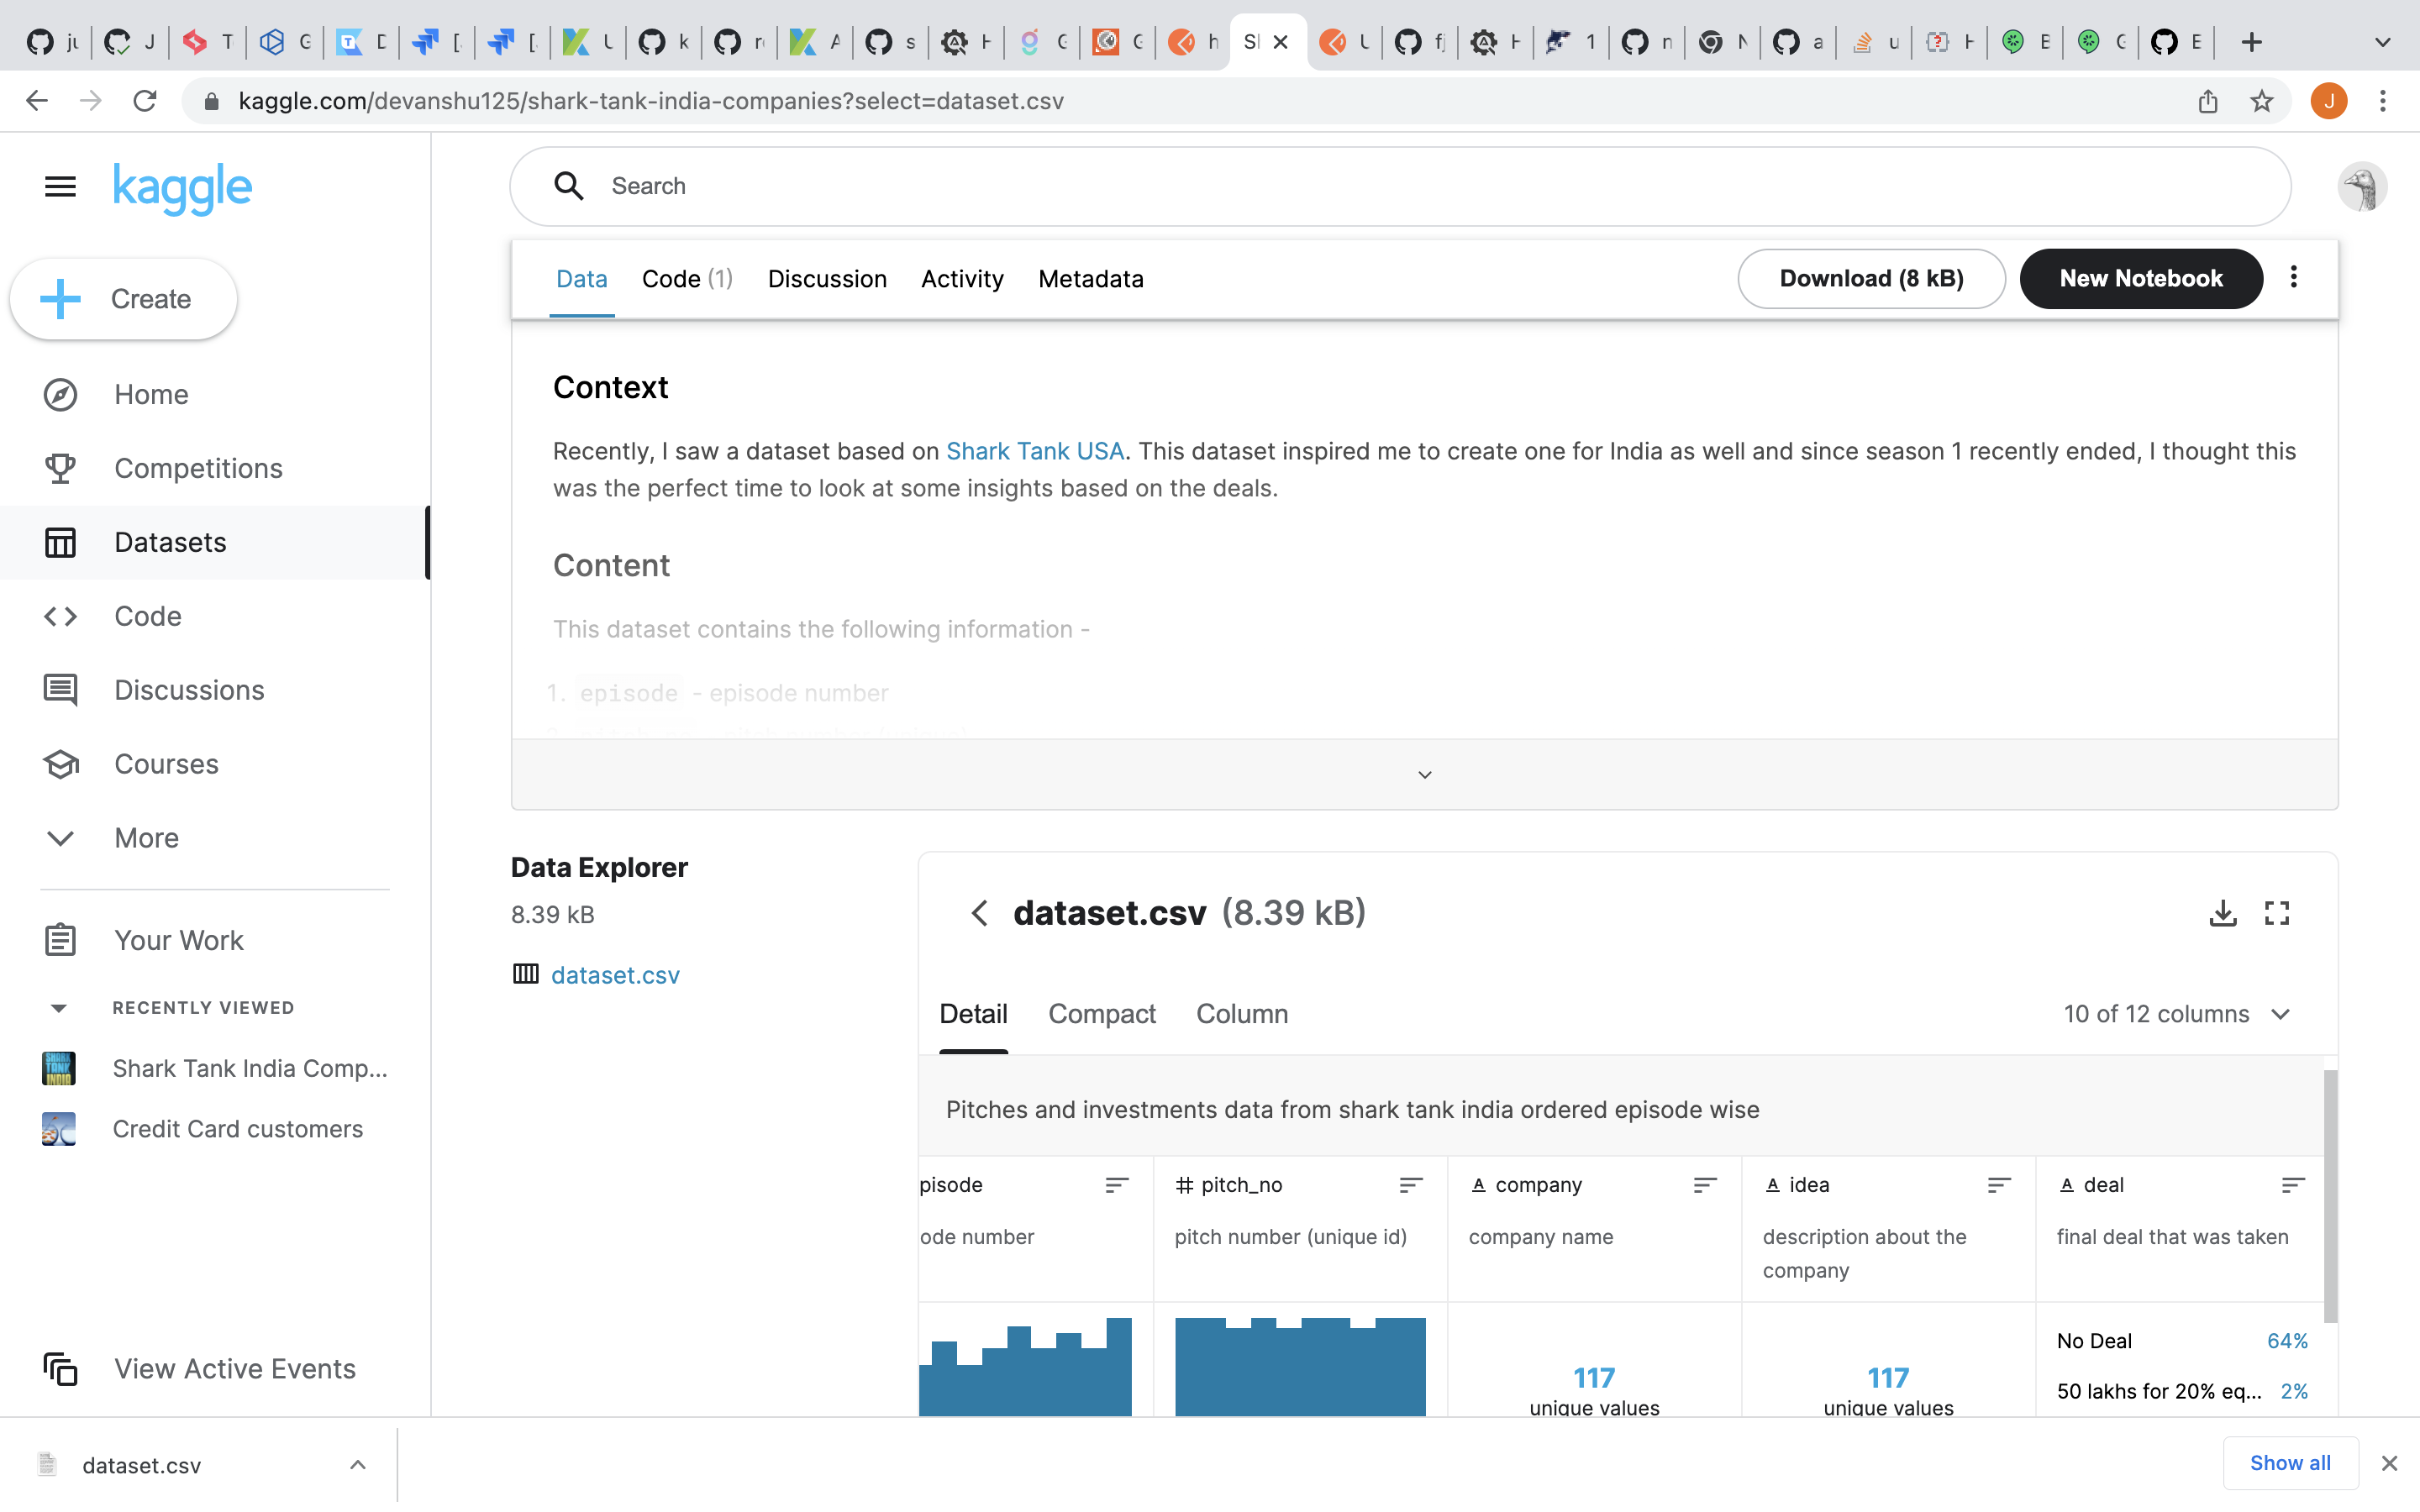 kaggle.com/devanshu125/shark-tank-india-companies?select=dataset.csv
J
kaggle
Search
Create
Data
Code (1)
Discussion
Activity
Metadata
Download (8 kB)
New Notebook
Home
Competitions
Datasets
Code
Discussions
Courses
More
Your Work
RECENTLY VIEWED
Shark Tank India Comp...
Credit Card customers
View Active Events
Context
Recently, I saw a dataset based on Shark Tank USA. This dataset inspired me to create one for India as well and since season 1 recently ended, I thought this
was the perfect time to look at some insights based on the deals.
Content
This dataset contains the following information -
1. episode - episode number
Data Explorer
8.39 kB
dataset.csv
dataset.csv (8.39 kB)
Detail
Compact
Column
10 of 12 columns
Pitches and investments data from shark tank india ordered episode wise
pisode
# pitch_no
A company
A idea
A deal
ode number
pitch number (unique id)
company name
description about the
company
final deal that was taken
117
unique values
117
unique values
No Deal 64%
50 lakhs for 20% eq... 2%
dataset.csv
Show all